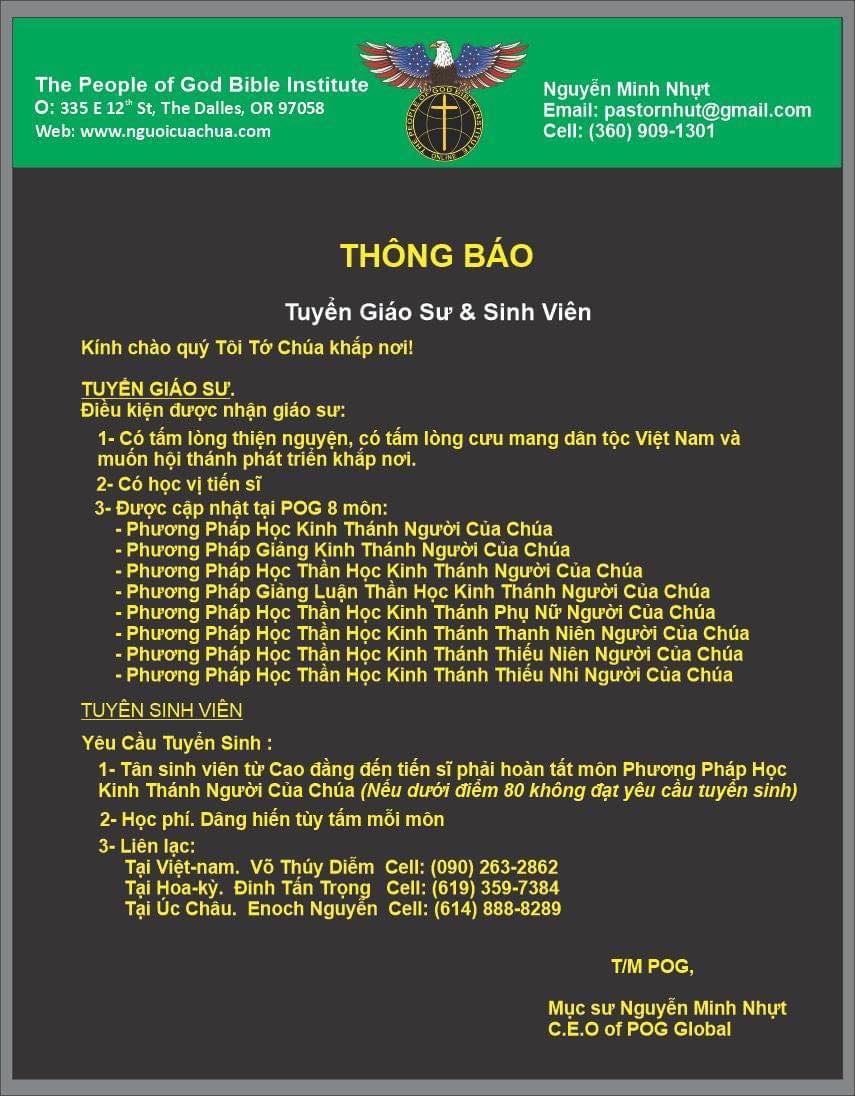 The People of God Bible Institute
O: 335 E 12th St, The Dalles, OR 97058
Web: www.nguoicuachua.com
THE PEOPLE OF GOD BIBLE INSTITUTE
ONLINE
Nguyễn Minh Nhựt
Email: pastornhut@gmail.com
Cell: (360) 909-1301
THÔNG BÁO
Tuyển Giáo Sư & Sinh Viên
Kính chào quý Tôi Tớ Chúa khắp nơi!
TUYỂN GIÁO SƯ.
Điều kiện được nhận giáo sư:
1- Có tấm lòng thiện nguyện, có tấm lòng cưu mang dân tộc Việt Nam và
muốn hội thánh phát triển khắp nơi.
2- Có học vị tiến sĩ
3- Được cập nhật tại POG 8 môn:
- Phương Pháp Học Kinh Thánh Người Của Chúa
- Phương Pháp Giảng Kinh Thánh Người Của Chúa
- Phương Pháp Học Thần Học Kinh Thánh Người Của Chúa
- Phương Pháp Giảng Luận Thần Học Kinh Thánh Người Của Chúa
- Phương Pháp Học Thần Học Kinh Thánh Phụ Nữ Người Của Chúa
- Phương Pháp Học Thần Học Kinh Thánh Thanh Niên Người Của Chúa
- Phương Pháp Học Thần Học Kinh Thánh Thiếu Niên Người Của Chúa
- Phương Pháp Học Thần Học Kinh Thánh Thiếu Nhi Người Của Chúa
TUYÊN SINH VIÊN
Yêu Cầu Tuyển Sinh :
1- Tân sinh viên từ Cao đằng đến tiến sĩ phải hoàn tất môn Phương Pháp Học
Kinh Thánh Người Của Chúa (Nếu dưới điểm 80 không đạt yêu cầu tuyển sinh)
2- Học phí. Dâng hiến tùy tấm mỗi môn
3- Liên lạc:
Tại Việt-nam. Võ Thúy Diễm Cell: (090) 263-2862
Tại Hoa-kỳ. Đinh Tấn Trọng Cell: (619) 359-7384
Tại Úc Châu. Enoch Nguyễn Cell: (614) 888-8289
T/M POG,
Mục sư Nguyễn Minh Nhựt
C.E.O of POG Global